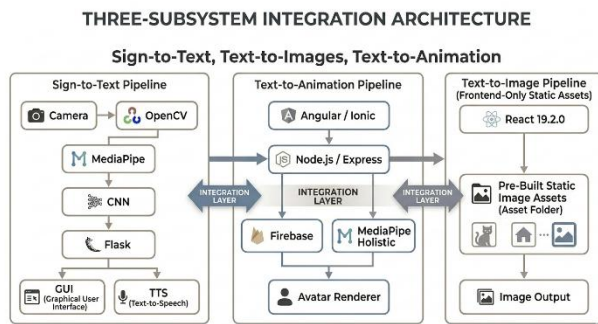 THREE-SUBSYSTEM INTEGRATION ARCHITECTURE
Sign-to-Text, Text-to-Images, Text-to-Animation
Sign-to-Text Pipeline
Camera
OpenCV
MediaPipe
CNN
Flask
GUI
(Graphical User
Interface)
TTS
(Text-to-Speech)
INTEGRATION
LAYER
Text-to-Animation Pipeline
Angular / Ionic
JS
Node.js / Express
INTEGRATION
LAYER
Firebase
MediaPipe
Holistic
Avatar Renderer
INTEGRATION
LAYER
Text-to-Image Pipeline
(Frontend-Only Static Assets)
React 19.2.0
Pre-Built Static
Image Assets
(Asset Folder)
...
Image Output